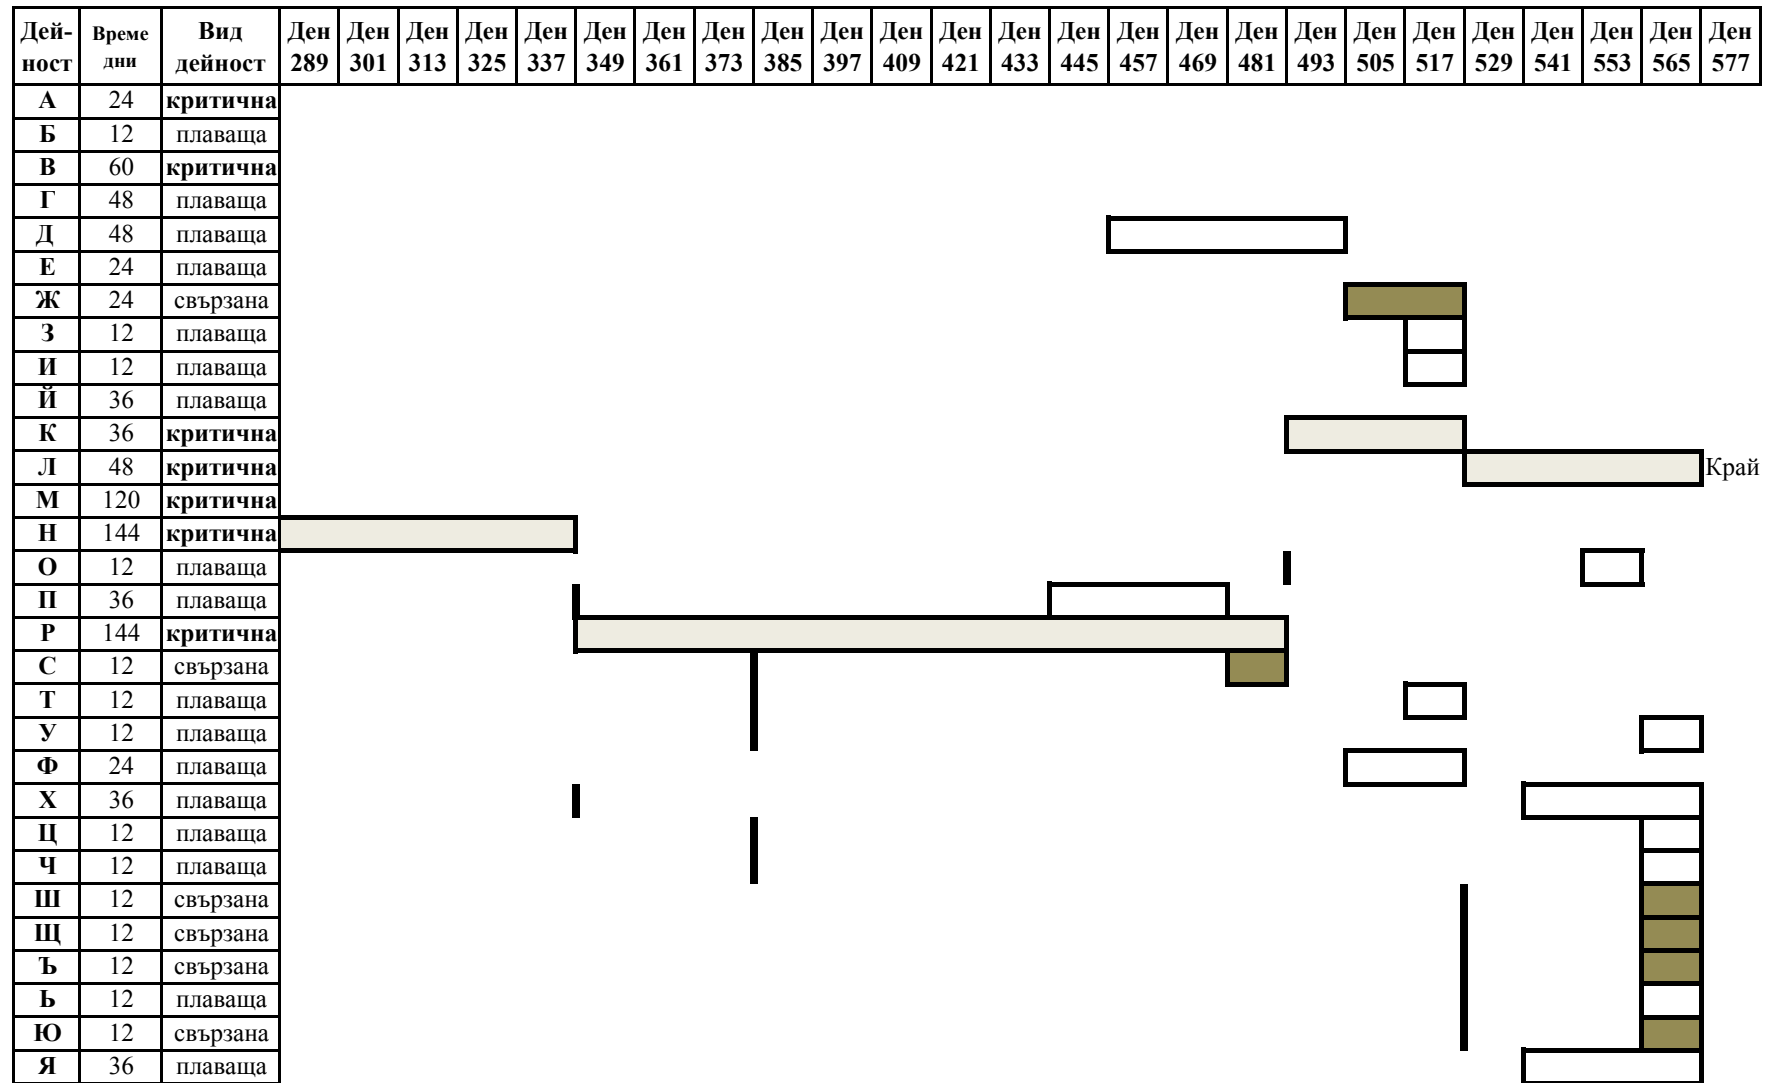 Дей-ност Време дни Вид дейност Ден 289 Ден 301 Ден 313 Ден 325 Ден 337 Ден 349 Ден 361 Ден 373 Ден 385 Ден 397 Ден 409 Ден 421 Ден 433 Ден 445 Ден 457 Ден 469 Ден 481 Ден 493 Ден 505 Ден 517 Ден 529 Ден 541 Ден 553 Ден 565 Ден 577
А 24 критична
Б 12 плаваща
В 60 критична
Г 48 плаваща
Д 48 плаваща
Е 24 плаваща
Ж 24 свързана
З 12 плаваща
И 12 плаваща
Й 36 плаваща
К 36 критична
Л 48 критична Край
М 120 критична
Н 144 критична
О 12 плаваща
П 36 плаваща
Р 144 критична
С 12 свързана
Т 12 плаваща
У 12 плаваща
Ф 24 плаваща
Х 36 плаваща
Ц 12 плаваща
Ч 12 плаваща
Ш 12 свързана
Щ 12 свързана
Ъ 12 свързана
Ь 12 плаваща
Ю 12 свързана
Я 36 плаваща